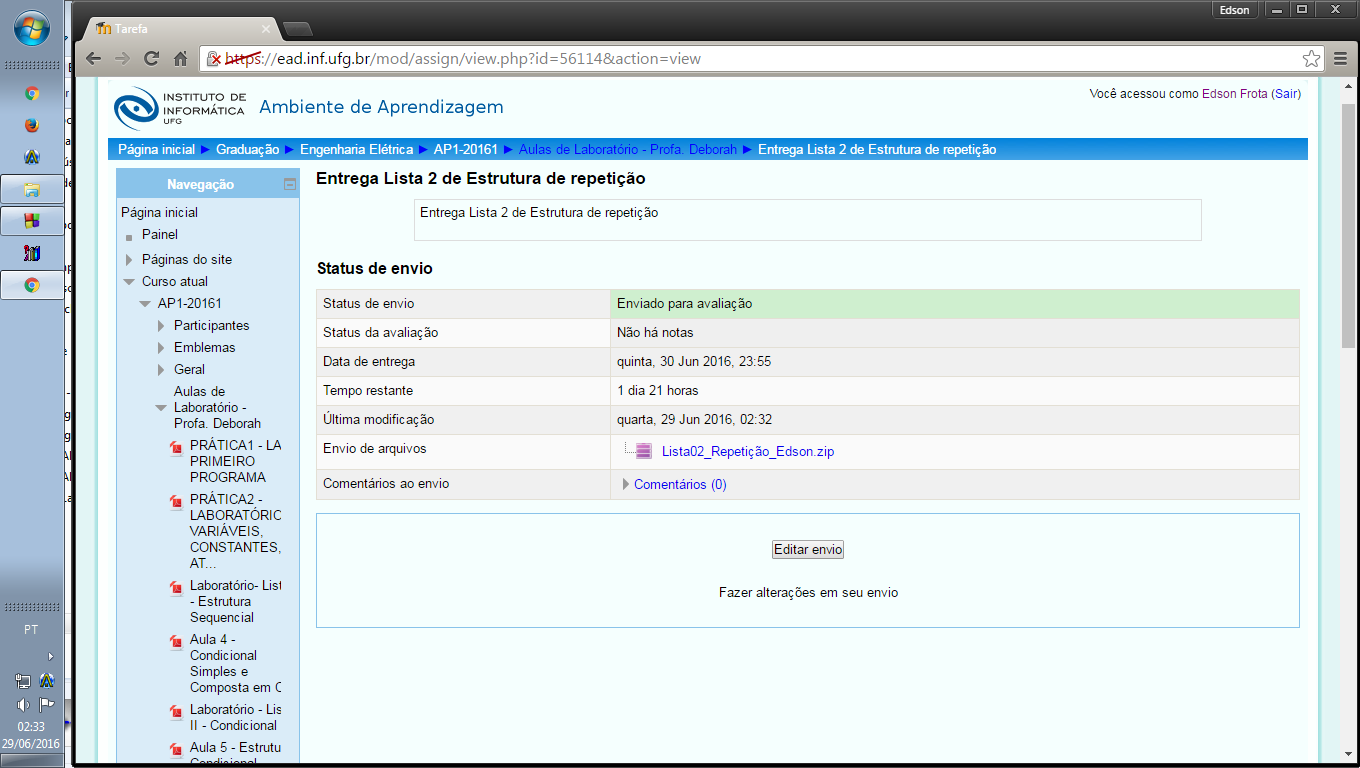 Edson
Tarefa
https://ead.inf.ufg.br/mod/assign/view.php?id=56114&action=view
INSTITUTO DE
INFORMÁTICA
UFG
Ambiente de Aprendizagem
Você acessou como Edson Frota (Sair)
Página inicial ► Graduação ► Engenharia Elétrica ► AP1-20161 ► Aulas de Laboratório - Profa. Deborah ► Entrega Lista 2 de Estrutura de repetição
Navegação
Página inicial
Painel
Páginas do site
Curso atual
AP1-20161
Participantes
Emblemas
Geral
Aulas de
Laboratório -
Profa. Deborah
PRÁTICA1 - LA
PRIMEIRO
PROGRAMA
PRÁTICA2 -
LABORATÓRIO
VARIÁVEIS,
CONSTANTES,
AT...
Laboratório- List
- Estrutura
Sequencial
Aula 4 -
Condicional
Simples e
Composta em C
Laboratório - Lis
II - Condicional
Aula 5 - Estrutu
Condicional
Entrega Lista 2 de Estrutura de repetição
Entrega Lista 2 de Estrutura de repetição
Status de envio
Status de envio Enviado para avaliação
Status da avaliação Não há notas
Data de entrega quinta, 30 Jun 2016, 23:55
Tempo restante 1 dia 21 horas
Última modificação quarta, 29 Jun 2016, 02:32
Envio de arquivos Lista02_Repetição_Edson.zip
Comentários ao envio Comentários (0)
Editar envio
Fazer alterações em seu envio
PT
02:33
29/06/2016